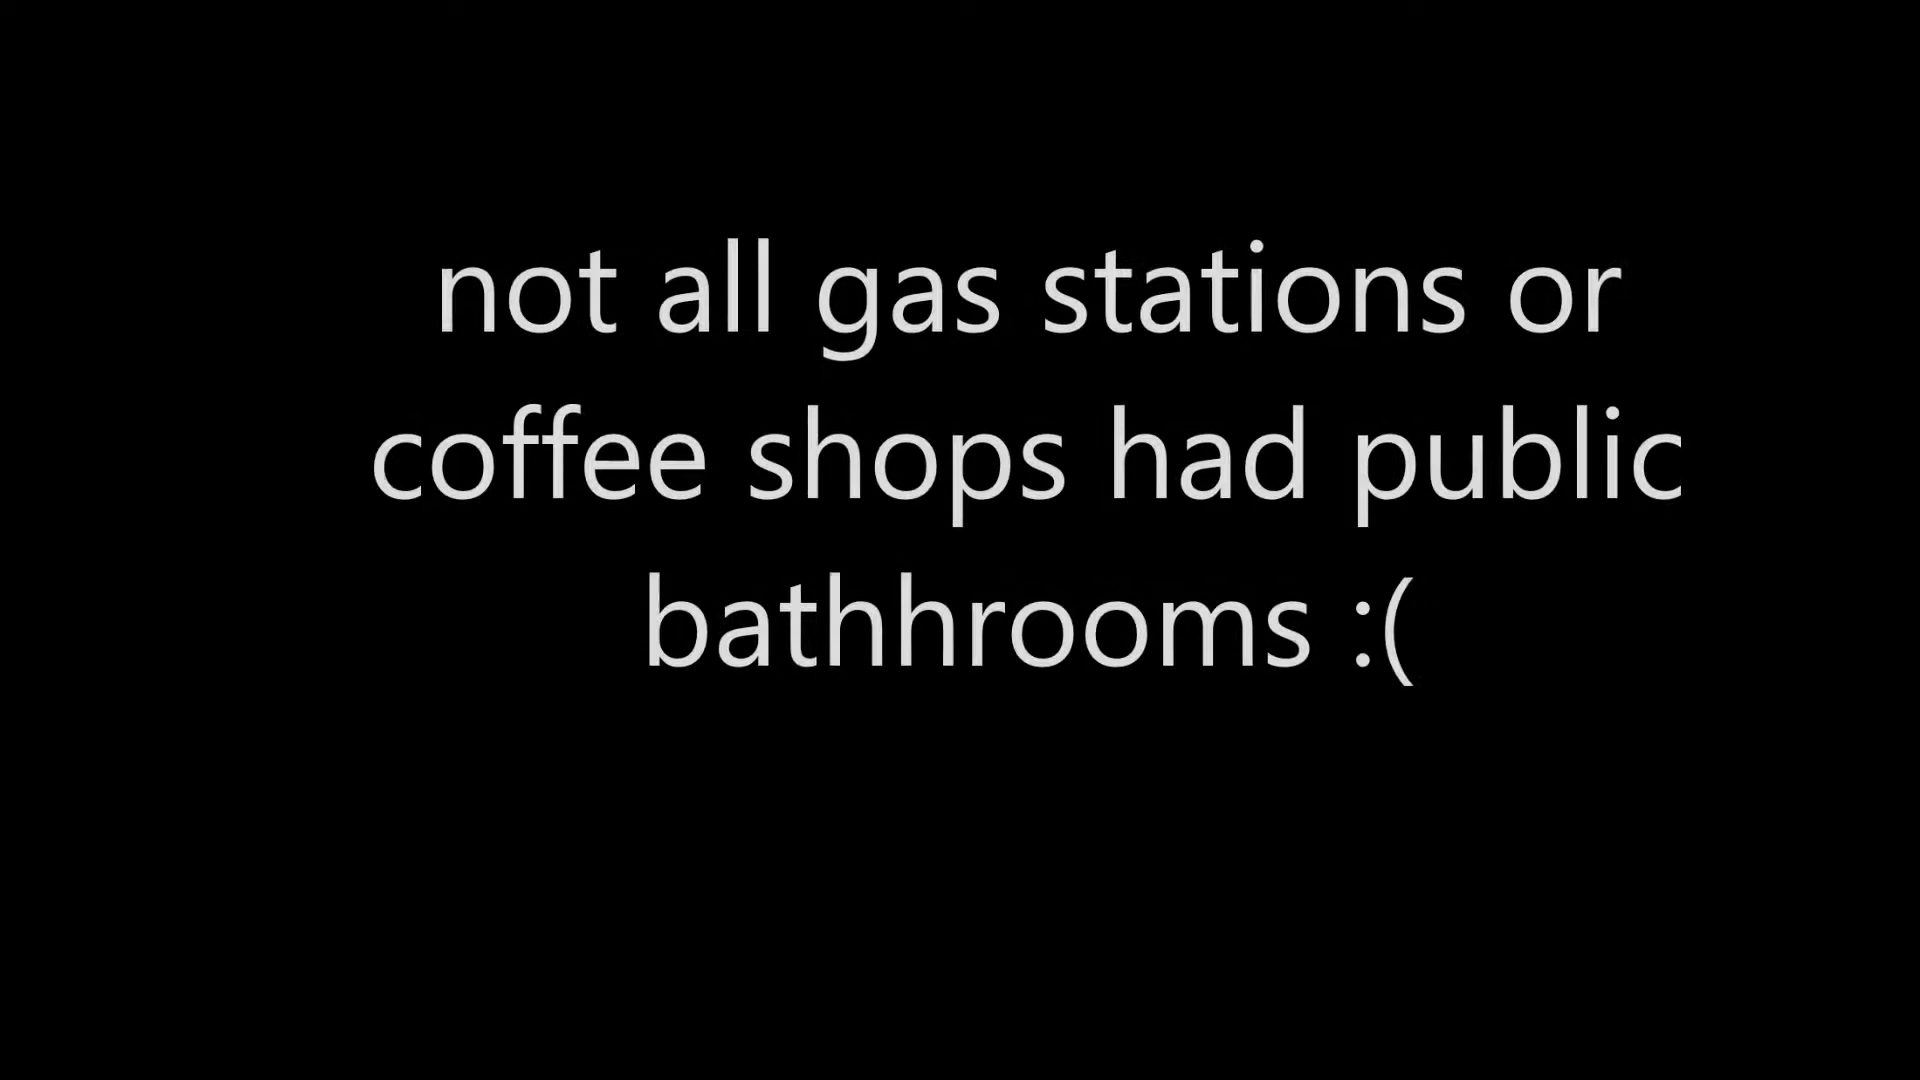 not all gas stations or
coffee shops had public
bathhrooms :(